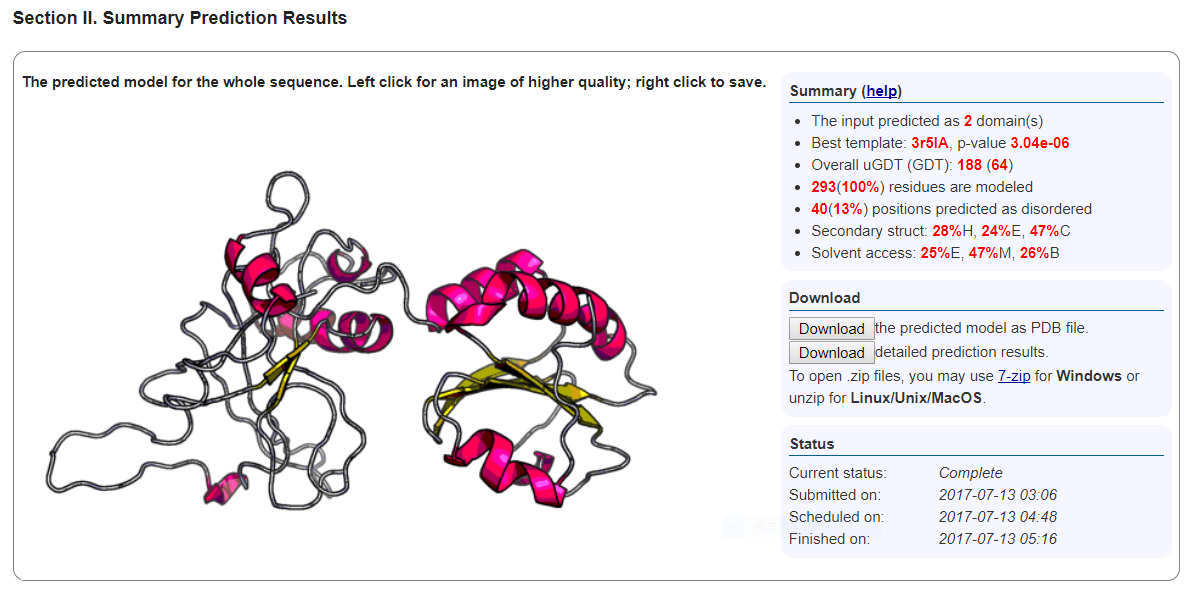 Section II. Summary Prediction Results
The predicted model for the whole sequence. Left click for an image of higher quality; right click to save.
Summary (help)
The input predicted as 2 domain(s)
Best template: 3r5lA, p-value 3.04e-06
Overall uGDT (GDT): 188 (64)
293(100%) residues are modeled
40(13%) positions predicted as disordered
Secondary struct: 28%H, 24%E, 47%C
Solvent access: 25%E, 47%M, 26%B
Download
Download the predicted model as PDB file.
Download detailed prediction results.
To open .zip files, you may use 7-zip for Windows or
unzip for Linux/Unix/MacOS.
Status
Current status: Complete
Submitted on: 2017-07-13 03:06
Scheduled on: 2017-07-13 04:48
Finished on: 2017-07-13 05:16